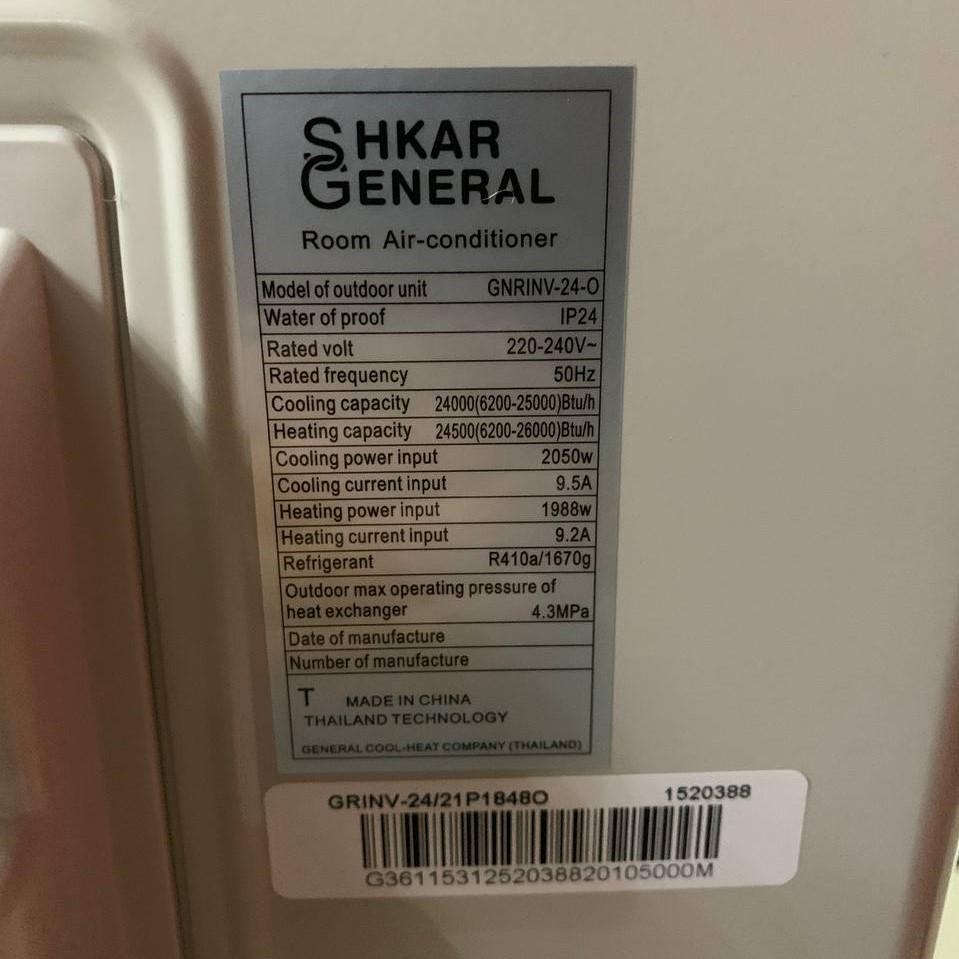 SHKAR
GENERAL
Room Air-conditioner
Model of outdoor unit GNRINV-24-O
Water of proof IP24
Rated volt 220-240V~
Rated frequency 50Hz
Cooling capacity 24000(6200-25000)Btu/h
Heating capacity 24500(6200-26000)Btu/h
Cooling power input 2050w
Cooling current input 9.5A
Heating power input 1988w
Heating current input 9.2A
Refrigerant R410a/1670g
Outdoor max operating pressure of
heat exchanger 4.3MPa
Date of manufacture
Number of manufacture
T MADE IN CHINA
THAILAND TECHNOLOGY
GENERAL COOL-HEAT COMPANY (THAILAND)
GRINV-24/21P1848O 1520388
G3611531252038820105000M